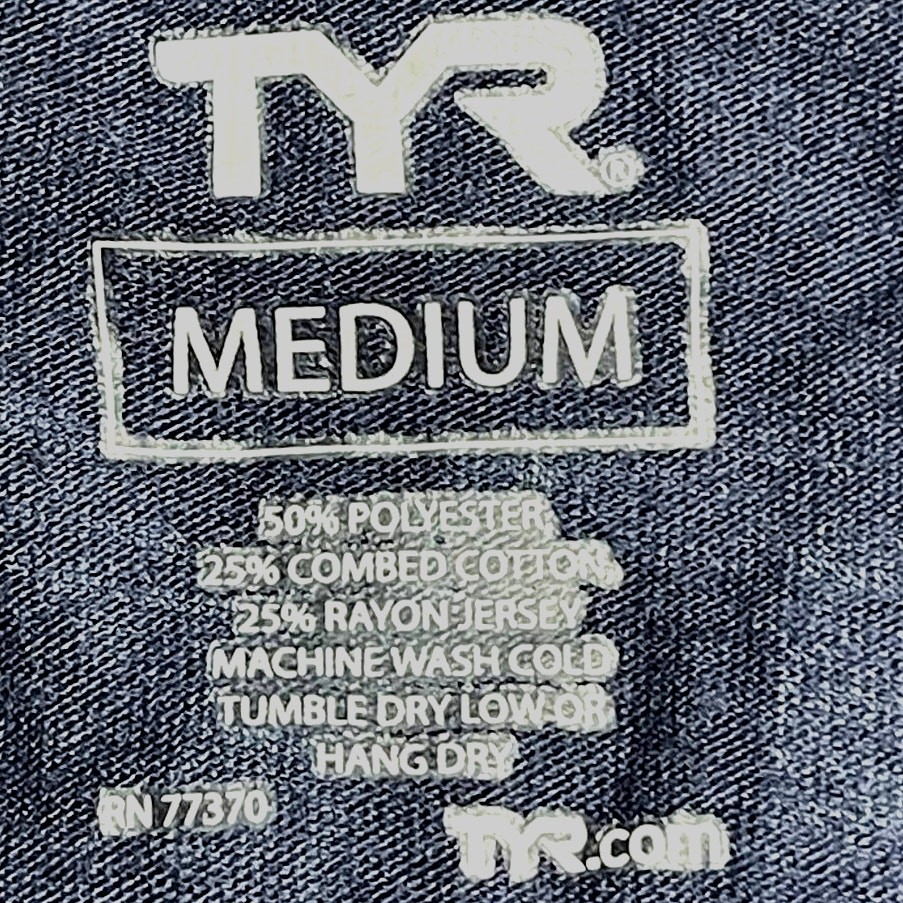 TYR®
MEDIUM
50% POLYESTER
25% COMBED COTTON,
25% RAYON JERSEY
MACHINE WASH COLD
TUMBLE DRY LOW OR
HANG DRY
RN 77370
TYR.com